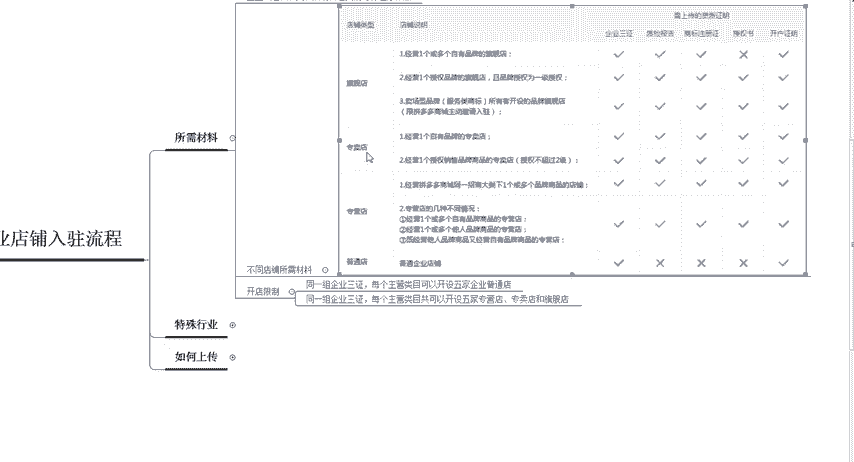 需上传的资质证明
店铺类型
店铺说明
企业三证
质检报告
商标注册证
授权书
开户证明
1.经营1个或多个自有品牌的旗舰店；
旗舰店
2.经营1个授权品牌的旗舰店，且品牌授权为一级授权；
3.卖场型品牌（服务类商标）所有者开设的品牌旗舰店
（限拼多多商城主动邀请入驻）；
1.经营1个自有品牌的专卖店；
专卖店
2.经营1个授权销售品牌商品的专卖店（授权不超过2级）；
1.经营拼多多商城同一招商大类下1个或多个品牌商品的店铺；
专营店
2.专营店的几种不同情况：
①经营1个或多个自有品牌商品的专营店；
②经营1个或多个他人品牌商品的专营店；
③既经营他人品牌商品又经营自有品牌商品的专营店；
普通店
普通企业店铺
所需材料
业店铺入驻流程
不同店铺所需材料
开店限制
同一组企业三证，每个主营类目可以开设五家企业普通店
同一组企业三证，每个主营类目共可以开设五家专营店、专卖店和旗舰店
特殊行业
如何上传